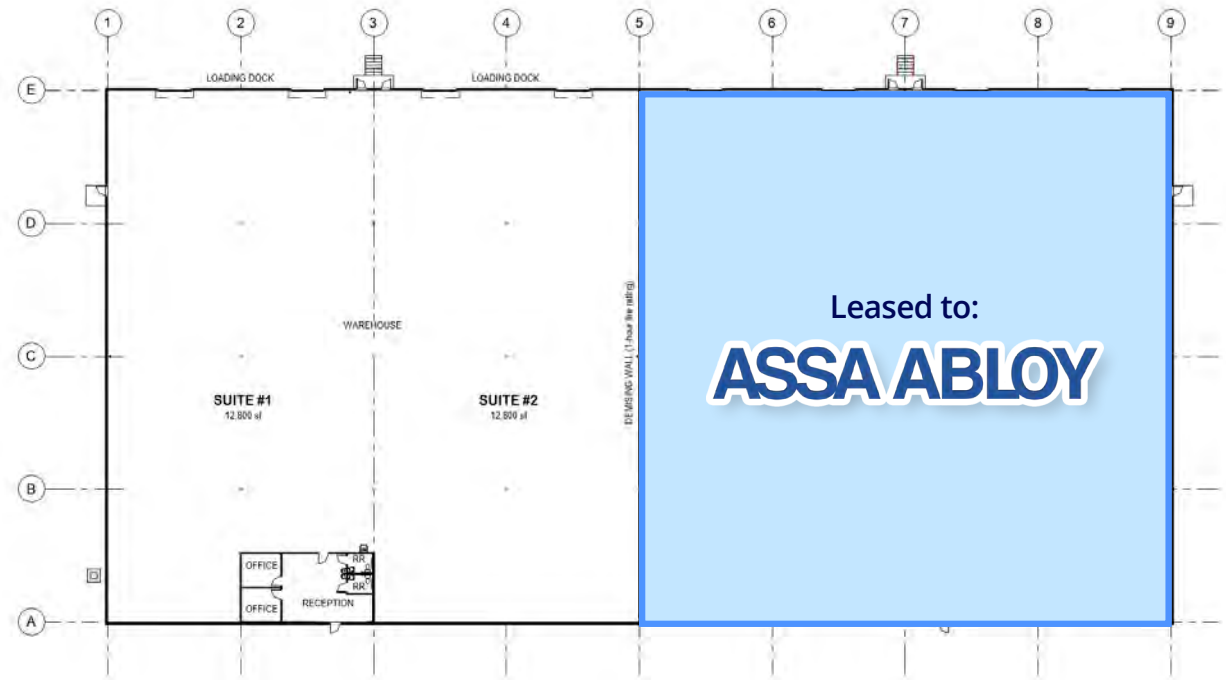 1 2 3 4 5 6 7 8 9
LOADING DOCK LOADING DOCK
E
D
Leased to:
WAREHOUSE
ASSA ABLOY
C
DEMISING WALL (1-hour fire rating)
SUITE #1
12,800 sf
SUITE #2
12,800 sf
B
OFFICE
RR
RR
OFFICE
RECEPTION
A